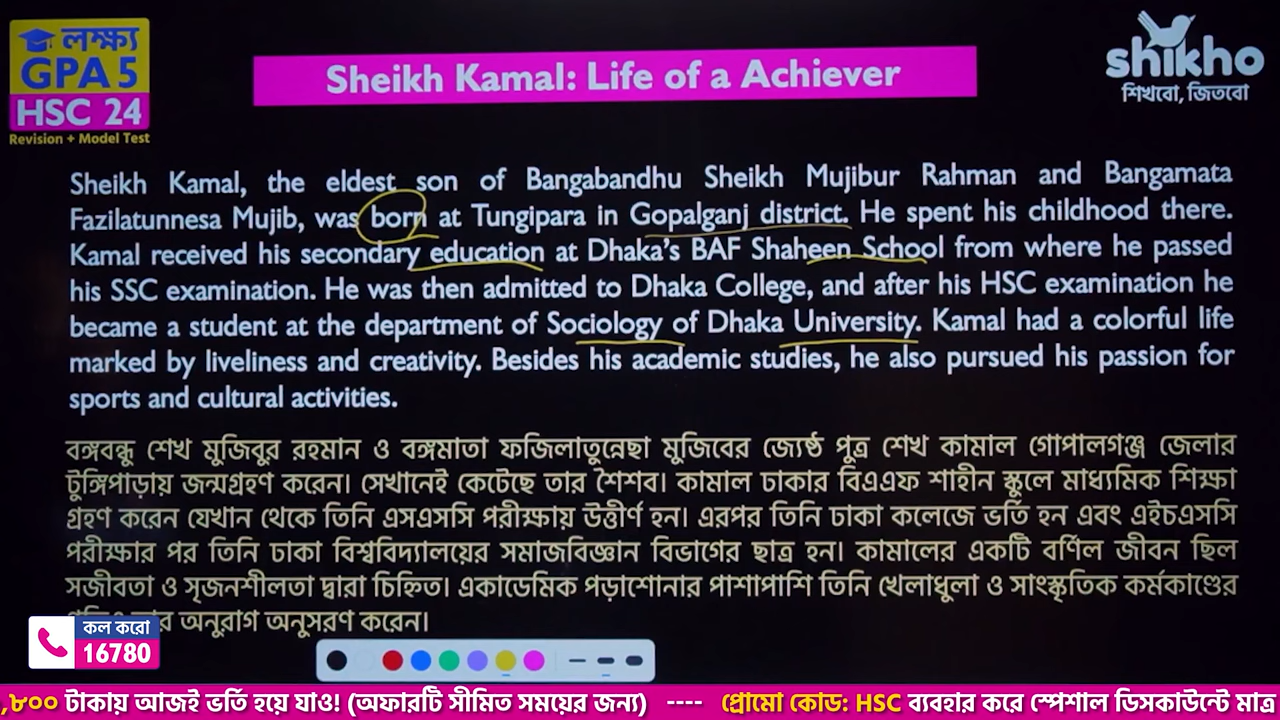 লক্ষ্য
GPA 5
HSC 24
Revision + Model Test
shikho
শিখবো, জিতবো
Sheikh Kamal: Life of a Achiever
Sheikh Kamal, the eldest son of Bangabandhu Sheikh Mujibur Rahman and Bangamata
Fazilatunnesa Mujib, was born at Tungipara in Gopalganj district. He spent his childhood there.
Kamal received his secondary education at Dhaka's BAF Shaheen School from where he passed
his SSC examination. He was then admitted to Dhaka College, and after his HSC examination he
became a student at the department of Sociology of Dhaka University. Kamal had a colorful life
marked by liveliness and creativity. Besides his academic studies, he also pursued his passion for
sports and cultural activities.
বঙ্গবন্ধু শেখ মুজিবুর রহমান ও বঙ্গমাতা ফজিলাতুন্নেছা মুজিবের জ্যেষ্ঠ পুত্র শেখ কামাল গোপালগঞ্জ জেলার
টুঙ্গিপাড়ায় জন্মগ্রহণ করেন। সেখানেই কেটেছে তার শৈশব। কামাল ঢাকার বিএএফ শাহীন স্কুলে মাধ্যমিক শিক্ষা
গ্রহণ করেন যেখান থেকে তিনি এসএসসি পরীক্ষায় উত্তীর্ণ হন। এরপর তিনি ঢাকা কলেজে ভর্তি হন এবং এইচএসসি
পরীক্ষার পর তিনি ঢাকা বিশ্ববিদ্যালয়ের সমাজবিজ্ঞান বিভাগের ছাত্র হন। কামালের একটি বর্ণিল জীবন ছিল
সজীবতা ও সৃজনশীলতা দ্বারা চিহ্নিত। একাডেমিক পড়াশোনার পাশাপাশি তিনি খেলাধুলা ও সাংস্কৃতিক কর্মকাণ্ডের
অনুরাগ অনুসরণ করেন।
কল করো
16780
,৮০০ টাকায় আজই ভর্তি হয়ে যাও! (অফারটি সীমিত সময়ের জন্য) ---- প্রোমো কোড: HSC ব্যবহার করে স্পেশাল ডিসকাউন্টে মাত্র